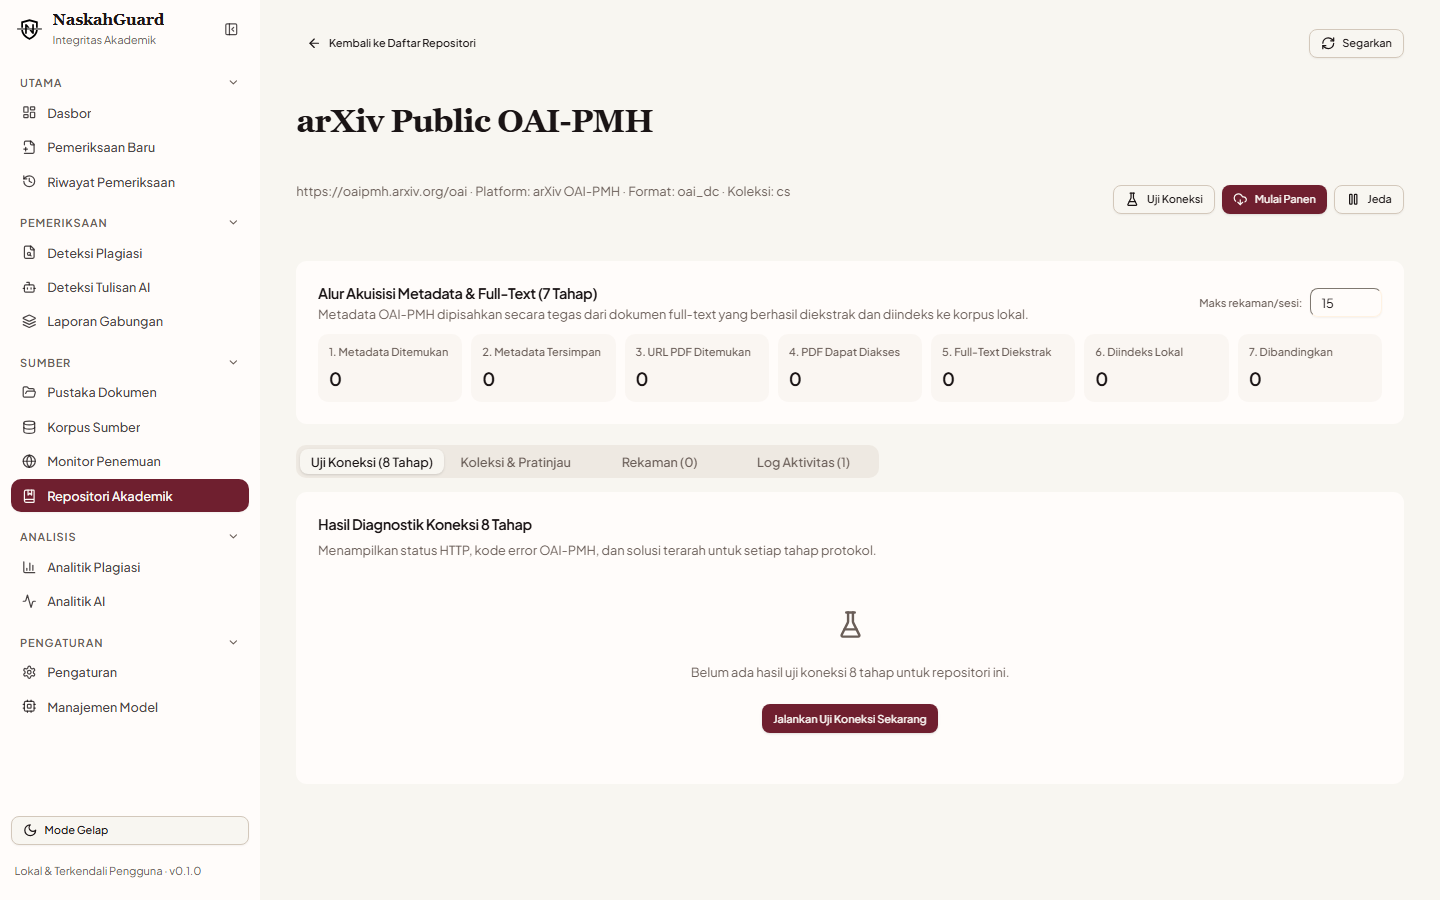 NaskahGuard
Integritas Akademik
UTAMA
Dasbor
Pemeriksaan Baru
Riwayat Pemeriksaan
PEMERIKSAAN
Deteksi Plagiasi
Deteksi Tulisan AI
Laporan Gabungan
SUMBER
Pustaka Dokumen
Korpus Sumber
Monitor Penemuan
Repositori Akademik
ANALISIS
Analitik Plagiasi
Analitik AI
PENGATURAN
Pengaturan
Manajemen Model
Mode Gelap
Lokal & Terkendali Pengguna · v0.1.0
Kembali ke Daftar Repositori
Segarkan
arXiv Public OAI-PMH
https://oaipmh.arxiv.org/oai · Platform: arXiv OAI-PMH · Format: oai_dc · Koleksi: cs
Uji Koneksi
Mulai Panen
Jeda
Alur Akuisisi Metadata & Full-Text (7 Tahap)
Metadata OAI-PMH dipisahkan secara tegas dari dokumen full-text yang berhasil diekstrak dan diindeks ke korpus lokal.
Maks rekaman/sesi: 15
1. Metadata Ditemukan
0
2. Metadata Tersimpan
0
3. URL PDF Ditemukan
0
4. PDF Dapat Diakses
0
5. Full-Text Diekstrak
0
6. Diindeks Lokal
0
7. Dibandingkan
0
Uji Koneksi (8 Tahap)
Koleksi & Pratinjau
Rekaman (0)
Log Aktivitas (1)
Hasil Diagnostik Koneksi 8 Tahap
Menampilkan status HTTP, kode error OAI-PMH, dan solusi terarah untuk setiap tahap protokol.
Belum ada hasil uji koneksi 8 tahap untuk repositori ini.
Jalankan Uji Koneksi Sekarang